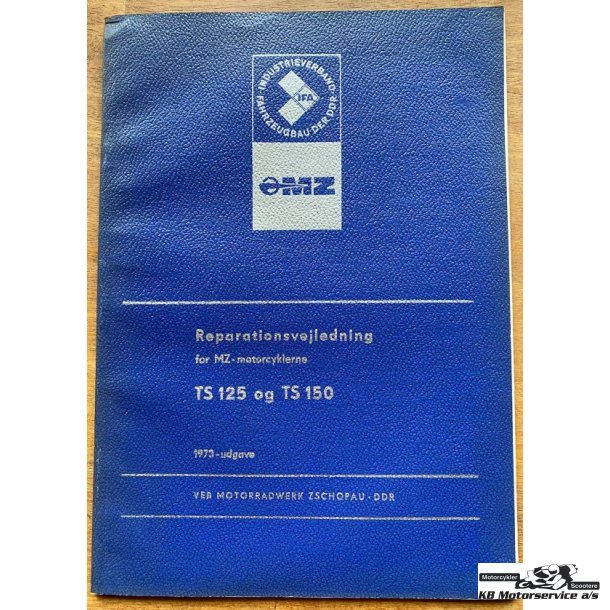 INDUSTRIEVERBAND
FAHRZEUGBAU DER DDR
IFA
MZ
Reparationsvejledning
for MZ-motorcyklerne
TS 125 og TS 150
1973-udgave
VEB MOTORRADWERK ZSCHOPAU · DDR
Motorcykler
Scootere
KB Motorservice a/s